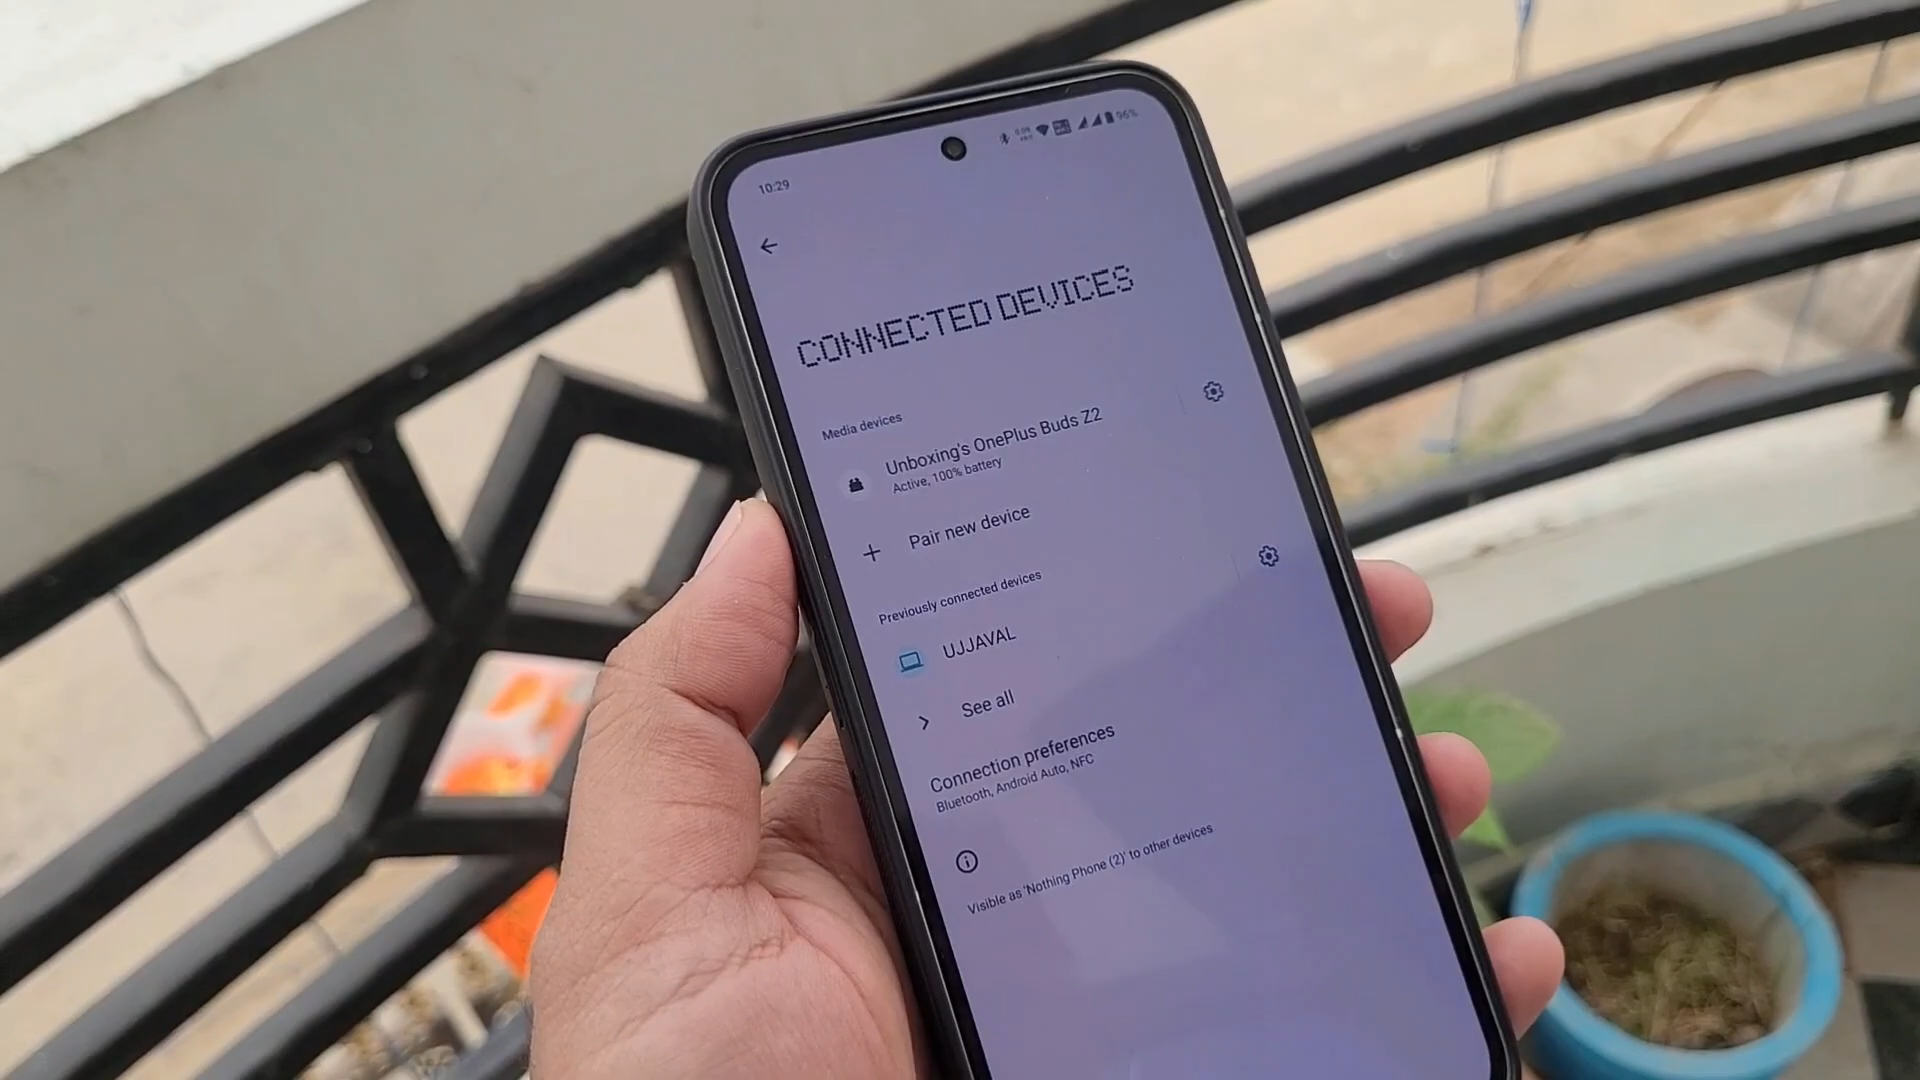 10:29
96%
CONNECTED DEVICES
Media devices
Unboxing's OnePlus Buds Z2
Active, 100% battery
Pair new device
Previously connected devices
UJJAVAL
See all
Connection preferences
Bluetooth, Android Auto, NFC
Visible as 'Nothing Phone (2)' to other devices